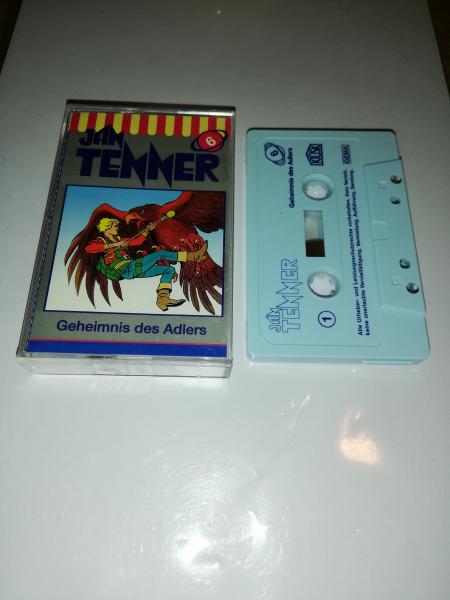 JAN
TENNER
6
Geheimnis des Adlers
JAN
TENNER
1
6
Geheimnis des Adlers
GEMA
Alle Urheber- und Leistungsschutzrechte vorbehalten. Kein Verleih,
keine unerlaubte Vervielfältigung, Vermietung, Aufführung, Sendung.